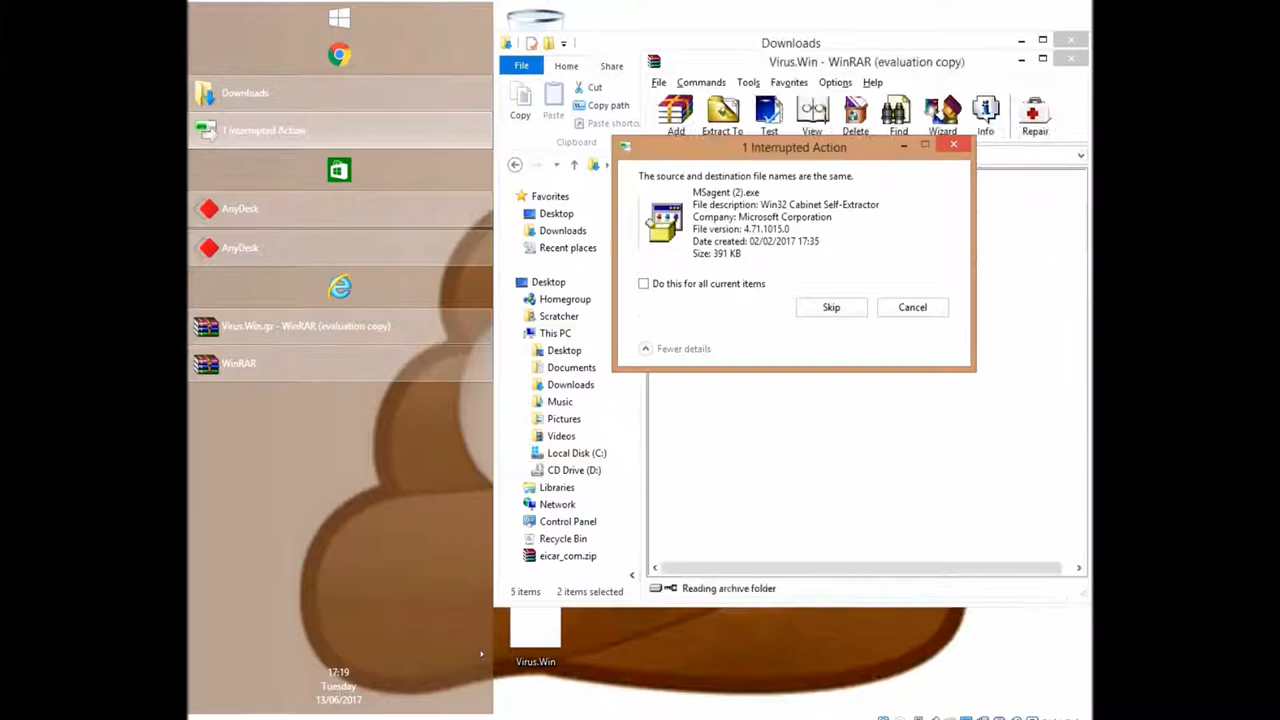 Downloads
1 Interrupted Action
AnyDesk
AnyDesk
Virus.Win.gz - WinRAR (evaluation copy)
WinRAR
17:19
Tuesday
13/06/2017
Downloads
File
Home
Share
Copy
Paste
Cut
Copy path
Paste shortc
Clipboard
Favorites
Desktop
Downloads
Recent places
Desktop
Homegroup
Scratcher
This PC
Desktop
Documents
Downloads
Music
Pictures
Videos
Local Disk (C:)
CD Drive (D:)
Libraries
Network
Control Panel
Recycle Bin
eicar_com.zip
5 items
2 items selected
Virus.Win - WinRAR (evaluation copy)
File Commands Tools Favorites Options Help
Add Extract To Test View Delete Find Wizard Info Repair
1 Interrupted Action
The source and destination file names are the same.
MSagent (2).exe
File description: Win32 Cabinet Self-Extractor
Company: Microsoft Corporation
File version: 4.71.1015.0
Date created: 02/02/2017 17:35
Size: 391 KB
Do this for all current items
Skip
Cancel
Fewer details
Reading archive folder
Virus.Win